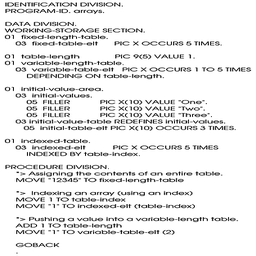 IDENTIFICATION DIVISION.
PROGRAM-ID. arrays.
DATA DIVISION.
WORKING-STORAGE SECTION.
01 fixed-length-table.
03 fixed-table-elt PIC X OCCURS 5 TIMES.
01 table-length PIC 9(5) VALUE 1.
01 variable-length-table.
03 variable-table-elt PIC X OCCURS 1 TO 5 TIMES
DEPENDING ON table-length.
01 initial-value-area.
03 initial-values.
05 FILLER PIC X(10) VALUE "One".
05 FILLER PIC X(10) VALUE "Two".
05 FILLER PIC X(10) VALUE "Three".
03 initial-value-table REDEFINES initial-values.
05 initial-table-elt PIC X(10) OCCURS 3 TIMES.
01 indexed-table.
03 indexed-elt PIC X OCCURS 5 TIMES
INDEXED BY table-index.
PROCEDURE DIVISION.
*> Assigning the contents of an entire table.
MOVE "12345" TO fixed-length-table
*> Indexing an array (using an index)
MOVE 1 TO table-index
MOVE "1" TO indexed-elt (table-index)
*> Pushing a value into a variable-length table.
ADD 1 TO table-length
MOVE "1" TO variable-table-elt (2)
GOBACK
.